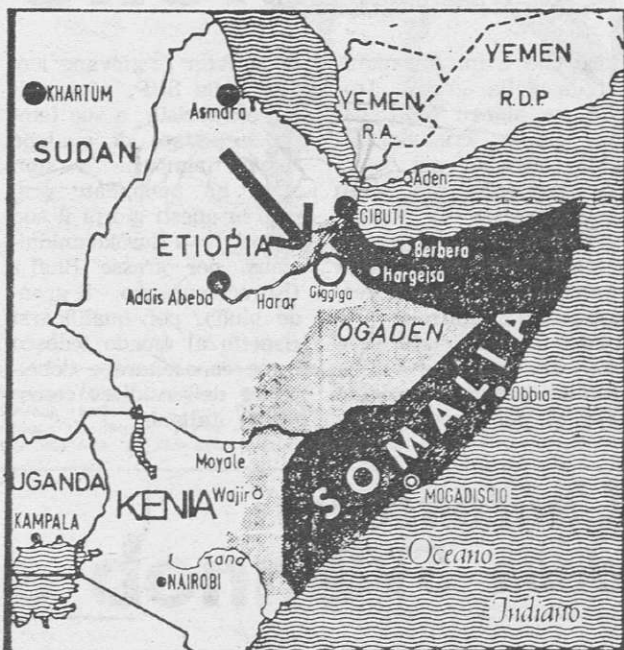 YEMEN
KHARTUM
Asmara
YEMEN
R.D.P.
R.A.
SUDAN
Aden
GIBUTI
ETIOPIA
Berbera
Hargeisa
Addis Abeba
Harar
Giggiga
OGADEN
SOMALIA
Obbia
Moyale
UGANDA
KENIA
Wajir
MOGADISCIO
KAMPALA
Oceano
Tana
NAIROBI
Indiano